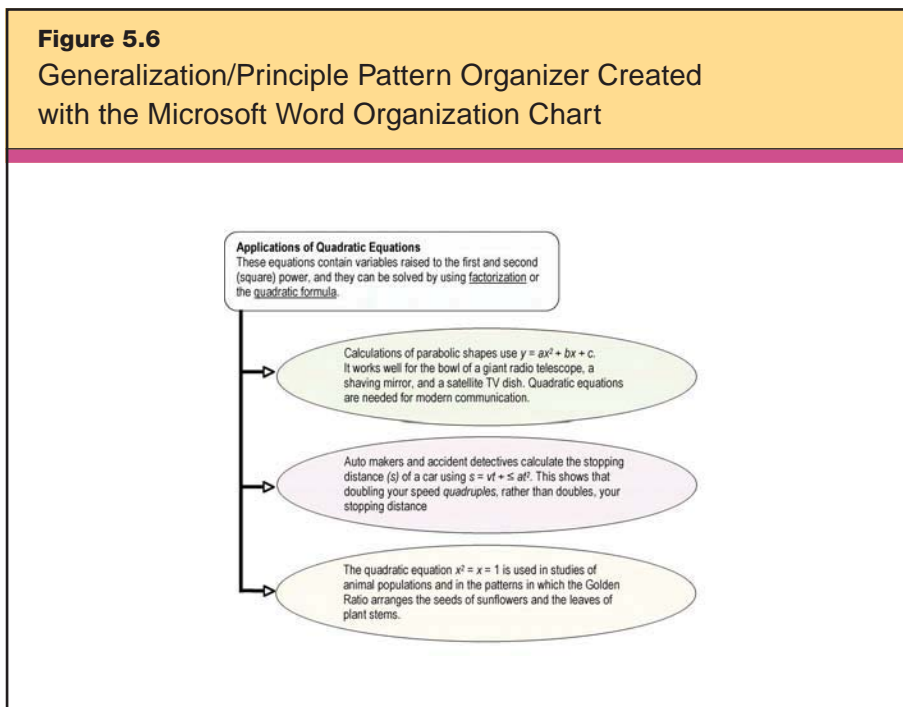 Figure 5.6
Generalization/Principle Pattern Organizer Created
with the Microsoft Word Organization Chart
Applications of Quadratic Equations
These equations contain variables raised to the first and second
(square) power, and they can be solved by using factorization or
the quadratic formula.
Calculations of parabolic shapes use y = ax² + bx + c.
It works well for the bowl of a giant radio telescope, a
shaving mirror, and a satellite TV dish. Quadratic equations
are needed for modern communication.
Auto makers and accident detectives calculate the stopping
distance (s) of a car using s = vt + ≤ at². This shows that
doubling your speed quadruples, rather than doubles, your
stopping distance
The quadratic equation x² = x = 1 is used in studies of
animal populations and in the patterns in which the Golden
Ratio arranges the seeds of sunflowers and the leaves of
plant stems.